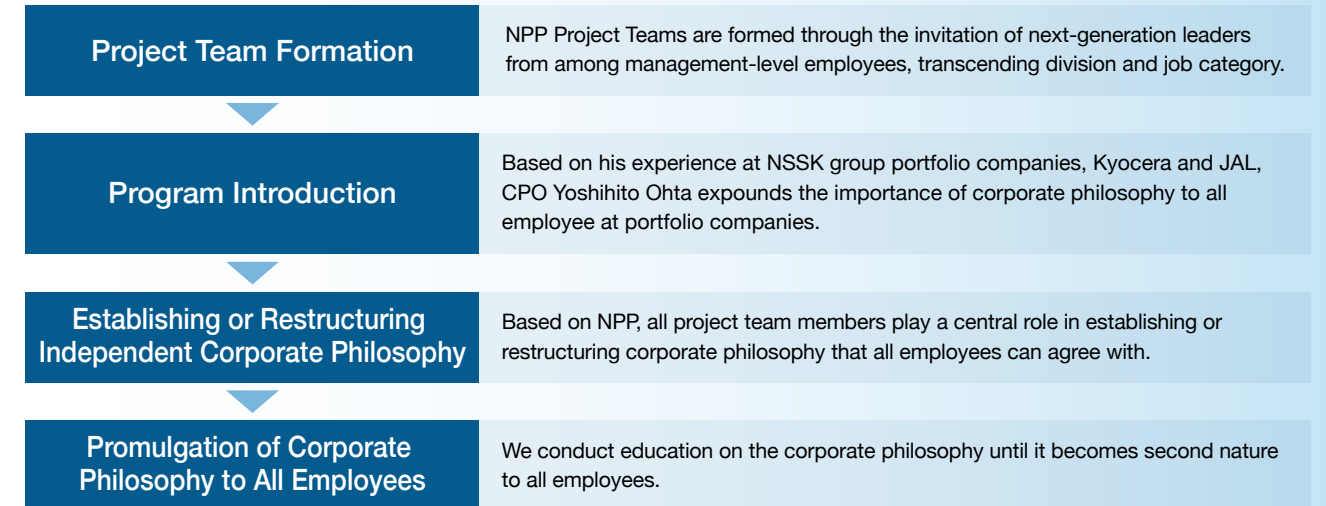 Project Team Formation
NPP Project Teams are formed through the invitation of next-generation leaders
from among management-level employees, transcending division and job category.
Program Introduction
Based on his experience at NSSK group portfolio companies, Kyocera and JAL,
CPO Yoshihito Ohta expounds the importance of corporate philosophy to all
employee at portfolio companies.
Establishing or Restructuring
Independent Corporate Philosophy
Based on NPP, all project team members play a central role in establishing or
restructuring corporate philosophy that all employees can agree with.
Promulgation of Corporate
Philosophy to All Employees
We conduct education on the corporate philosophy until it becomes second nature
to all employees.